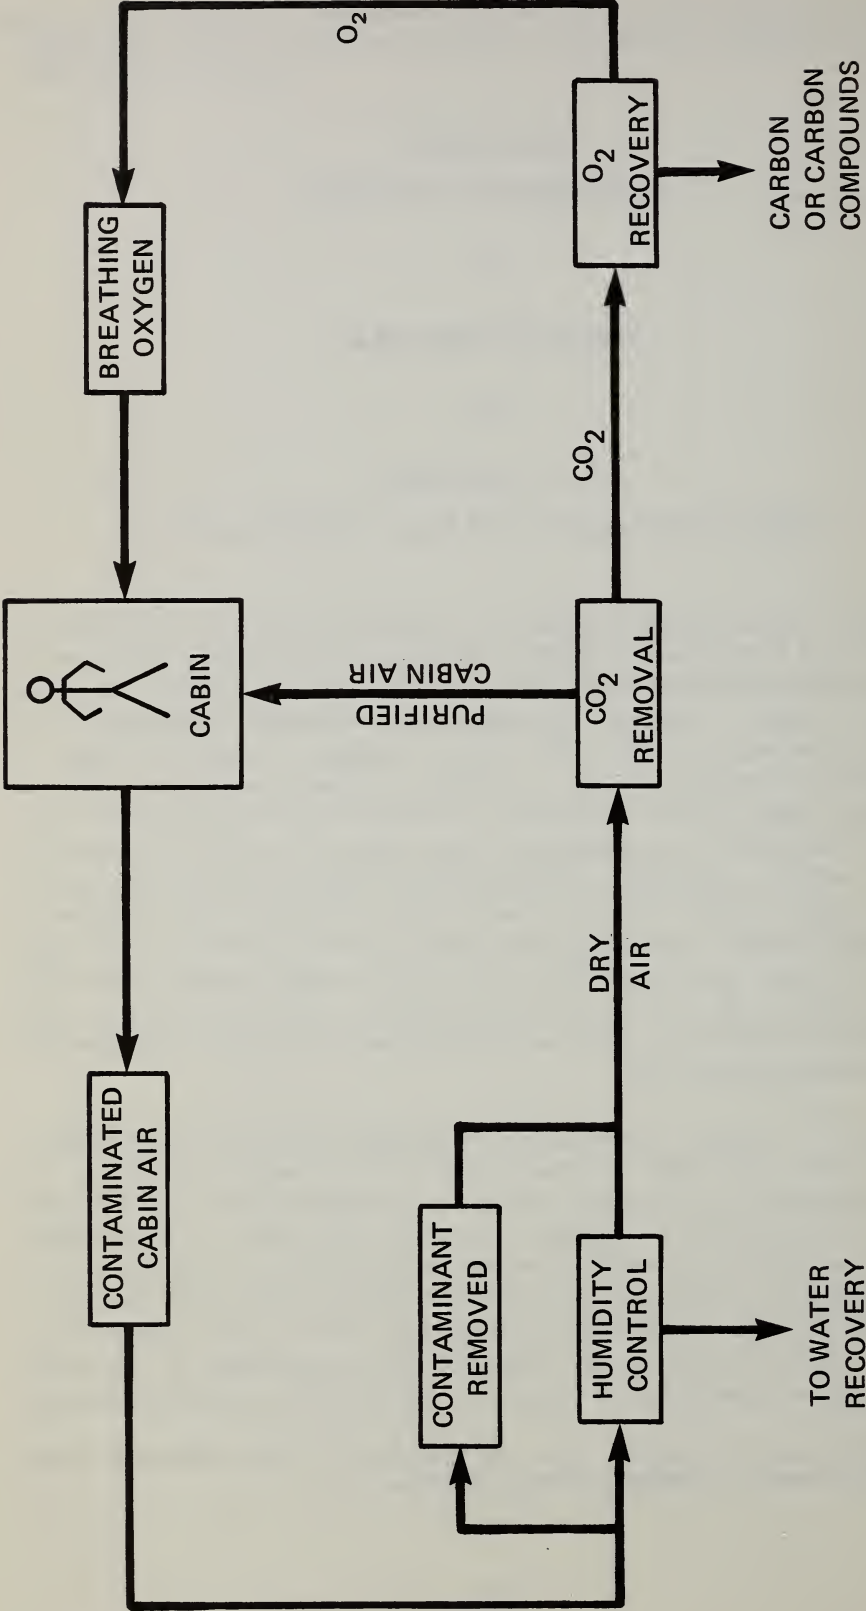 CONTAMINATED
CABIN AIR
CABIN
BREATHING
OXYGEN
O₂
CONTAMINANT
REMOVED
HUMIDITY
CONTROL
TO WATER
RECOVERY
DRY
AIR
PURIFIED
CABIN AIR
CO₂
REMOVAL
CO₂
O₂
RECOVERY
CARBON
OR CARBON
COMPOUNDS